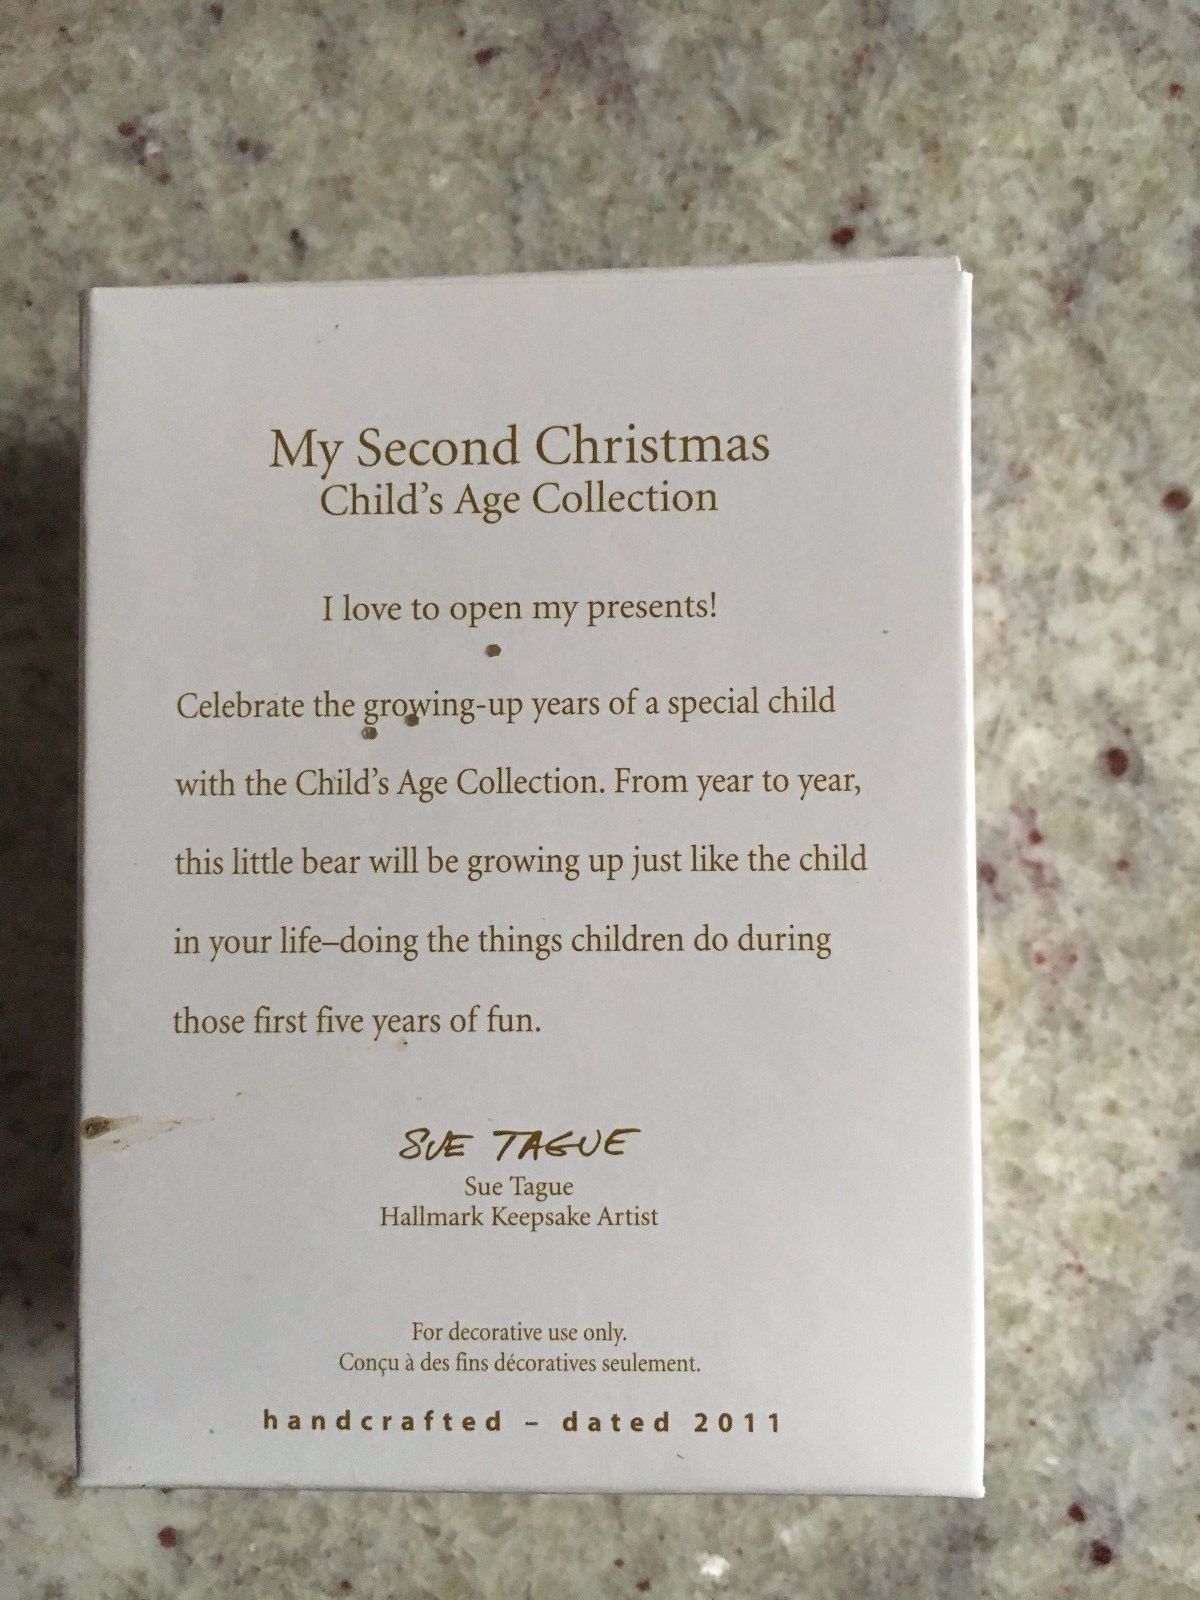 My Second Christmas
Child's Age Collection
I love to open my presents!
Celebrate the growing-up years of a special child
with the Child's Age Collection. From year to year,
this little bear will be growing up just like the child
in your life–doing the things children do during
those first five years of fun.
SUE TAGUE
Sue Tague
Hallmark Keepsake Artist
For decorative use only.
Conçu à des fins décoratives seulement.
handcrafted – dated 2011